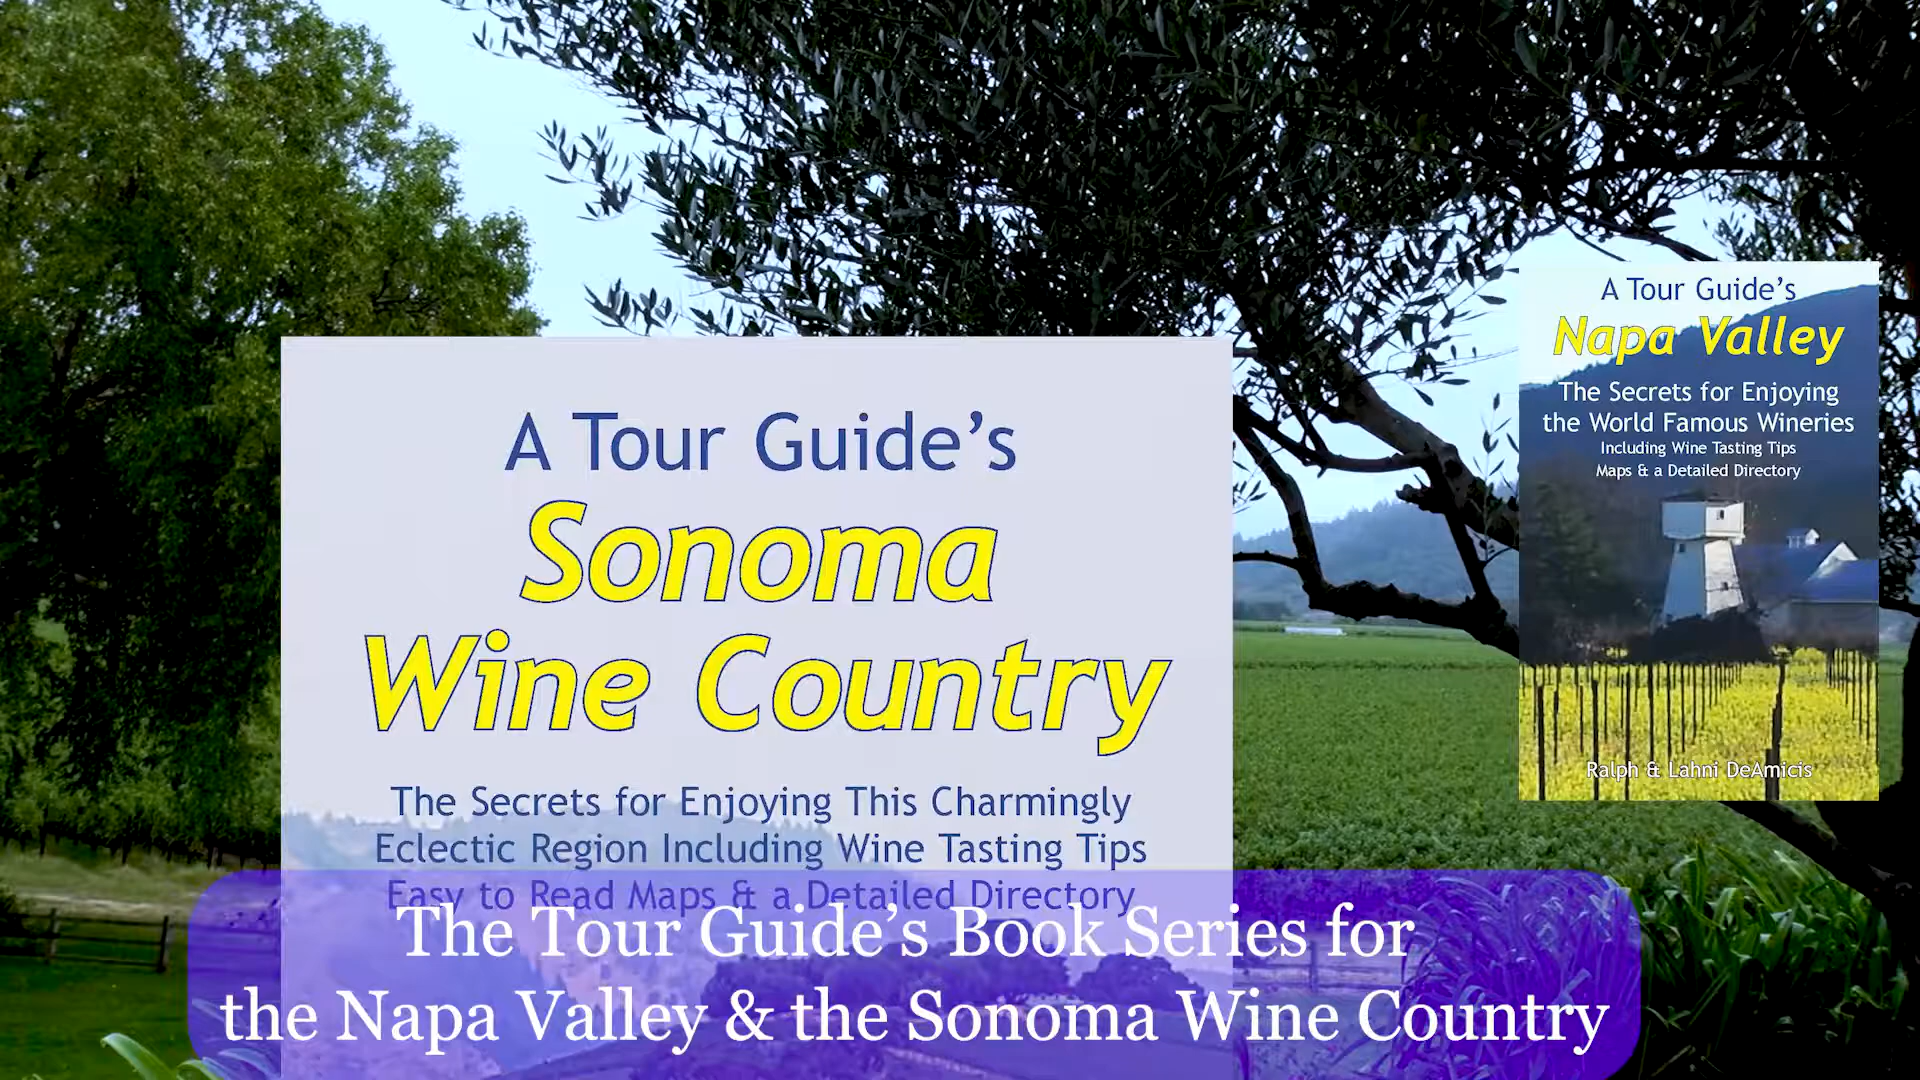 A Tour Guide's
Sonoma
Wine Country
The Secrets for Enjoying This Charmingly
Eclectic Region Including Wine Tasting Tips
Easy to Read Maps & a Detailed Directory
A Tour Guide's
Napa Valley
The Secrets for Enjoying
the World Famous Wineries
Including Wine Tasting Tips
Maps & a Detailed Directory
Ralph & Lahni DeAmicis
The Tour Guide's Book Series for
the Napa Valley & the Sonoma Wine Country